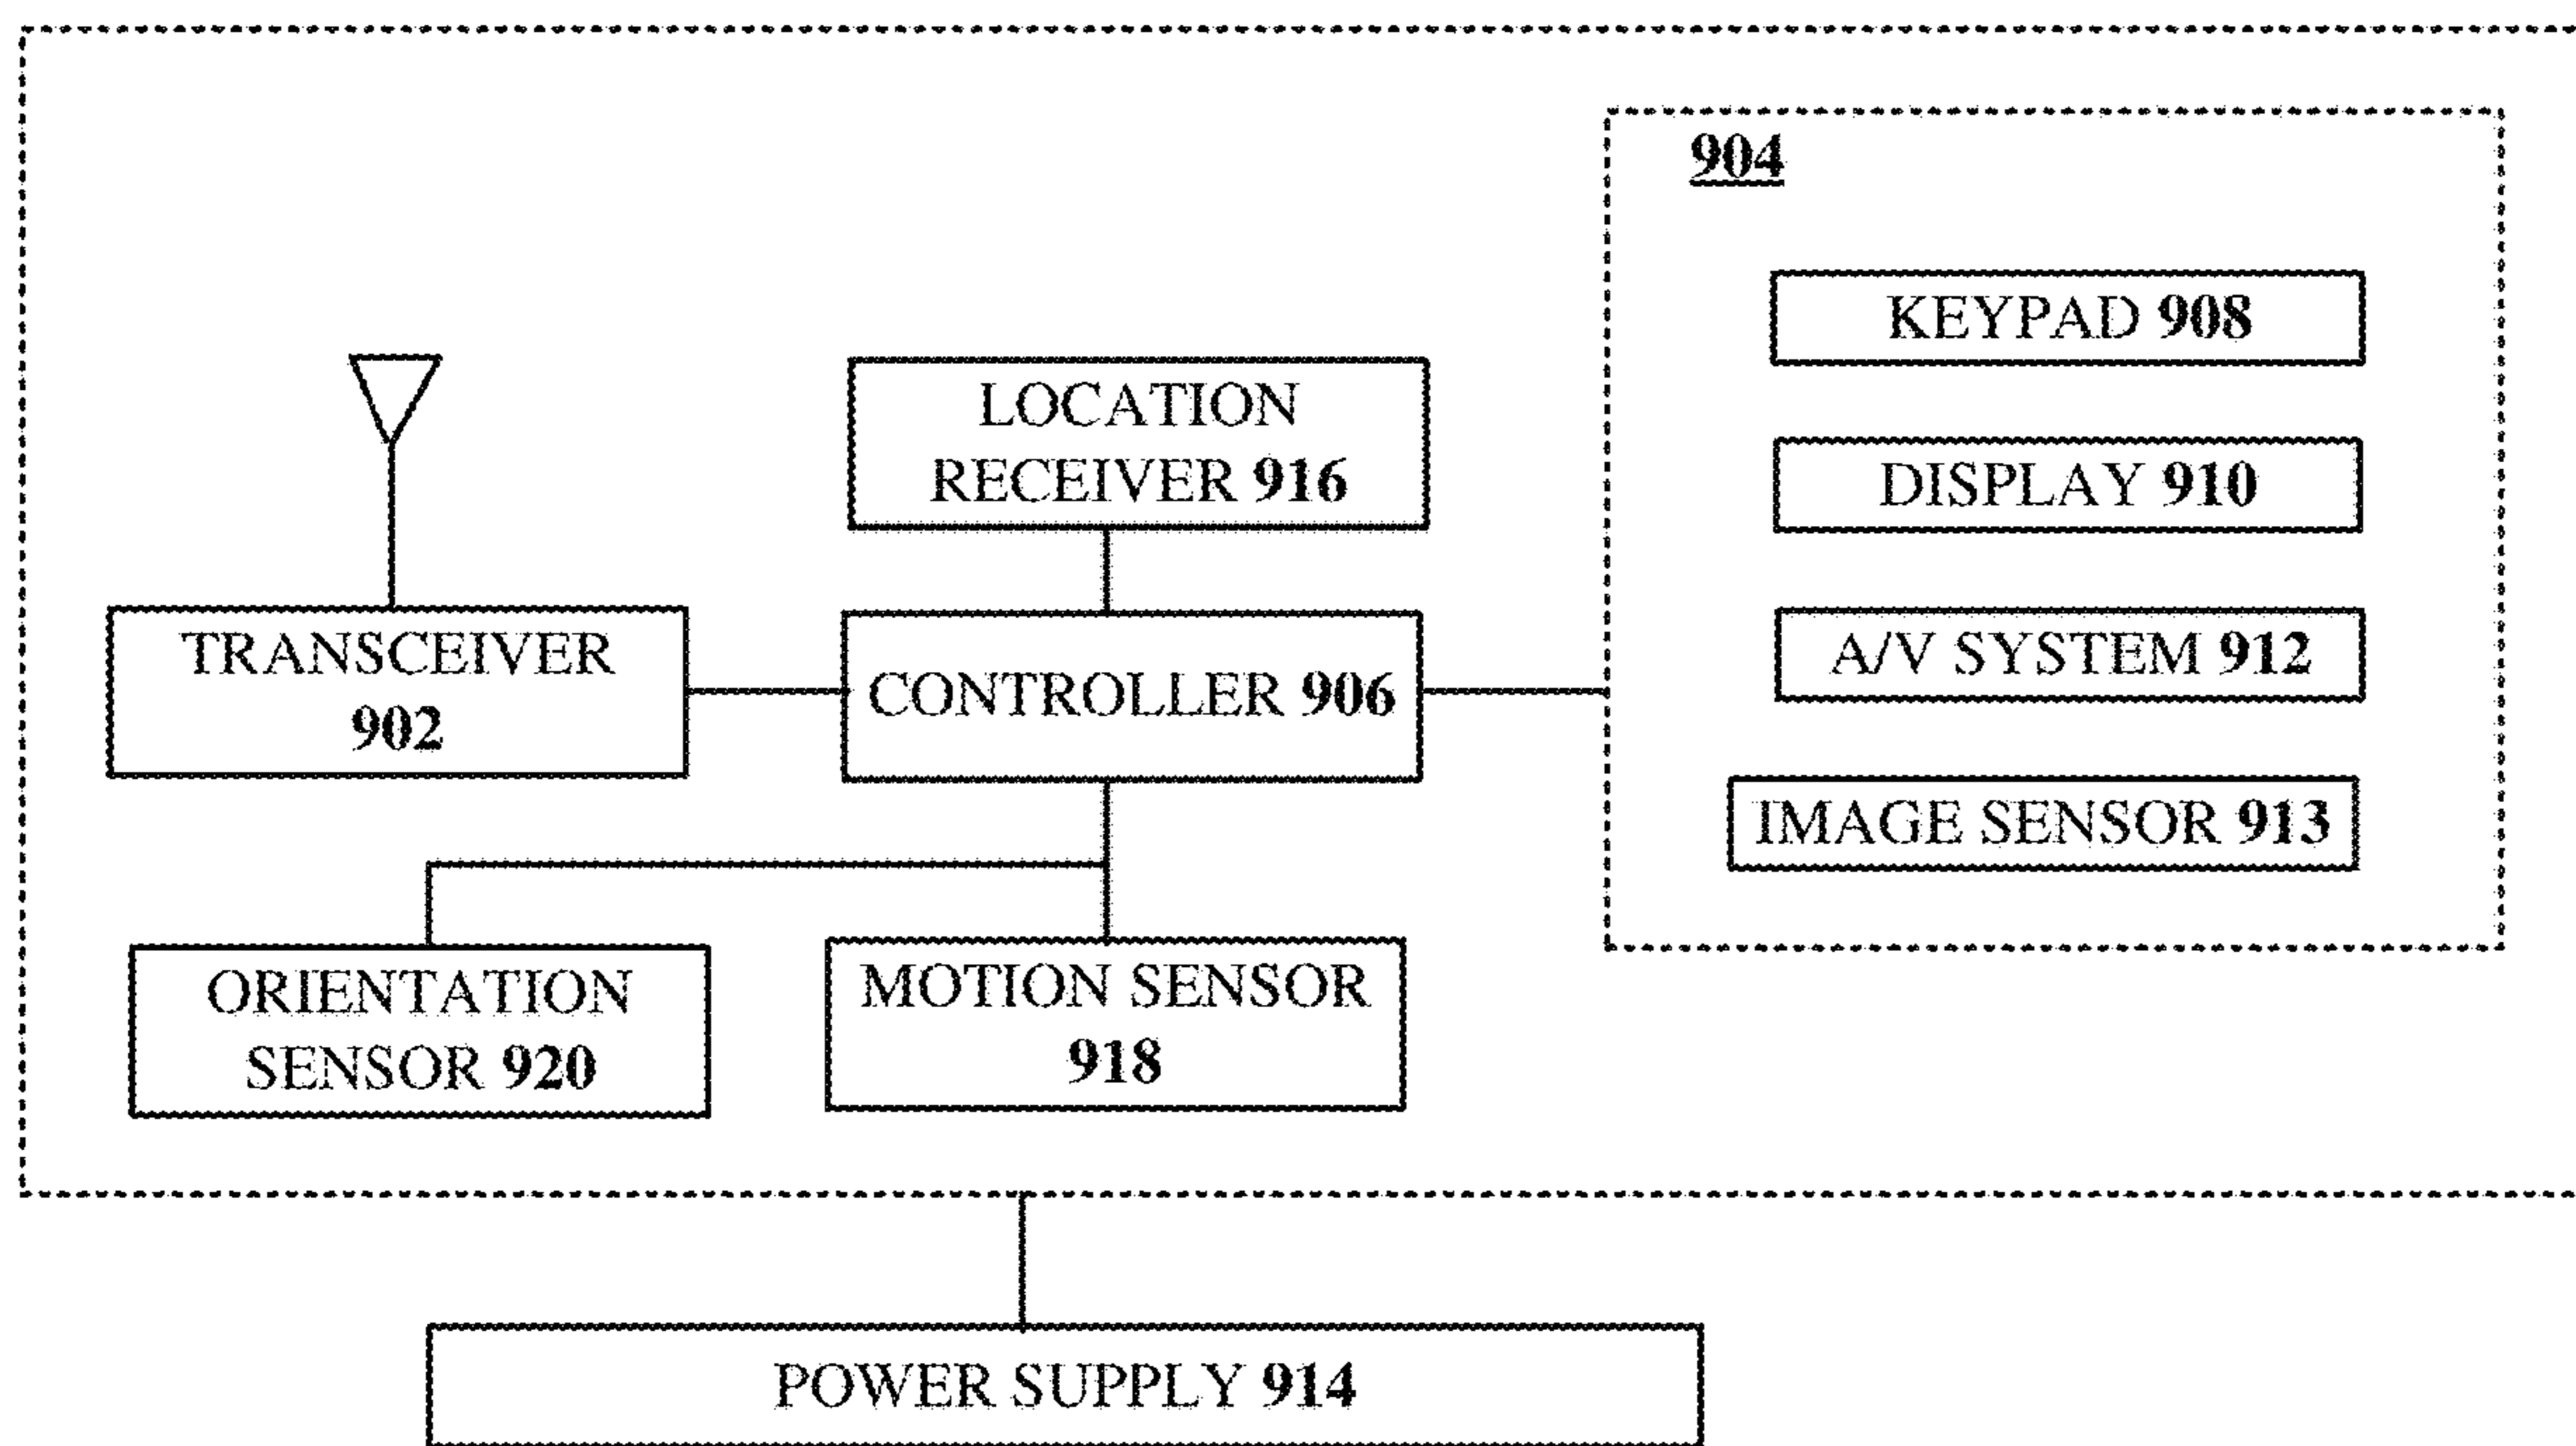 904
KEYPAD 908
DISPLAY 910
A/V SYSTEM 912
IMAGE SENSOR 913
LOCATION
RECEIVER 916
TRANSCEIVER
902
CONTROLLER 906
ORIENTATION
SENSOR 920
MOTION SENSOR
918
POWER SUPPLY 914